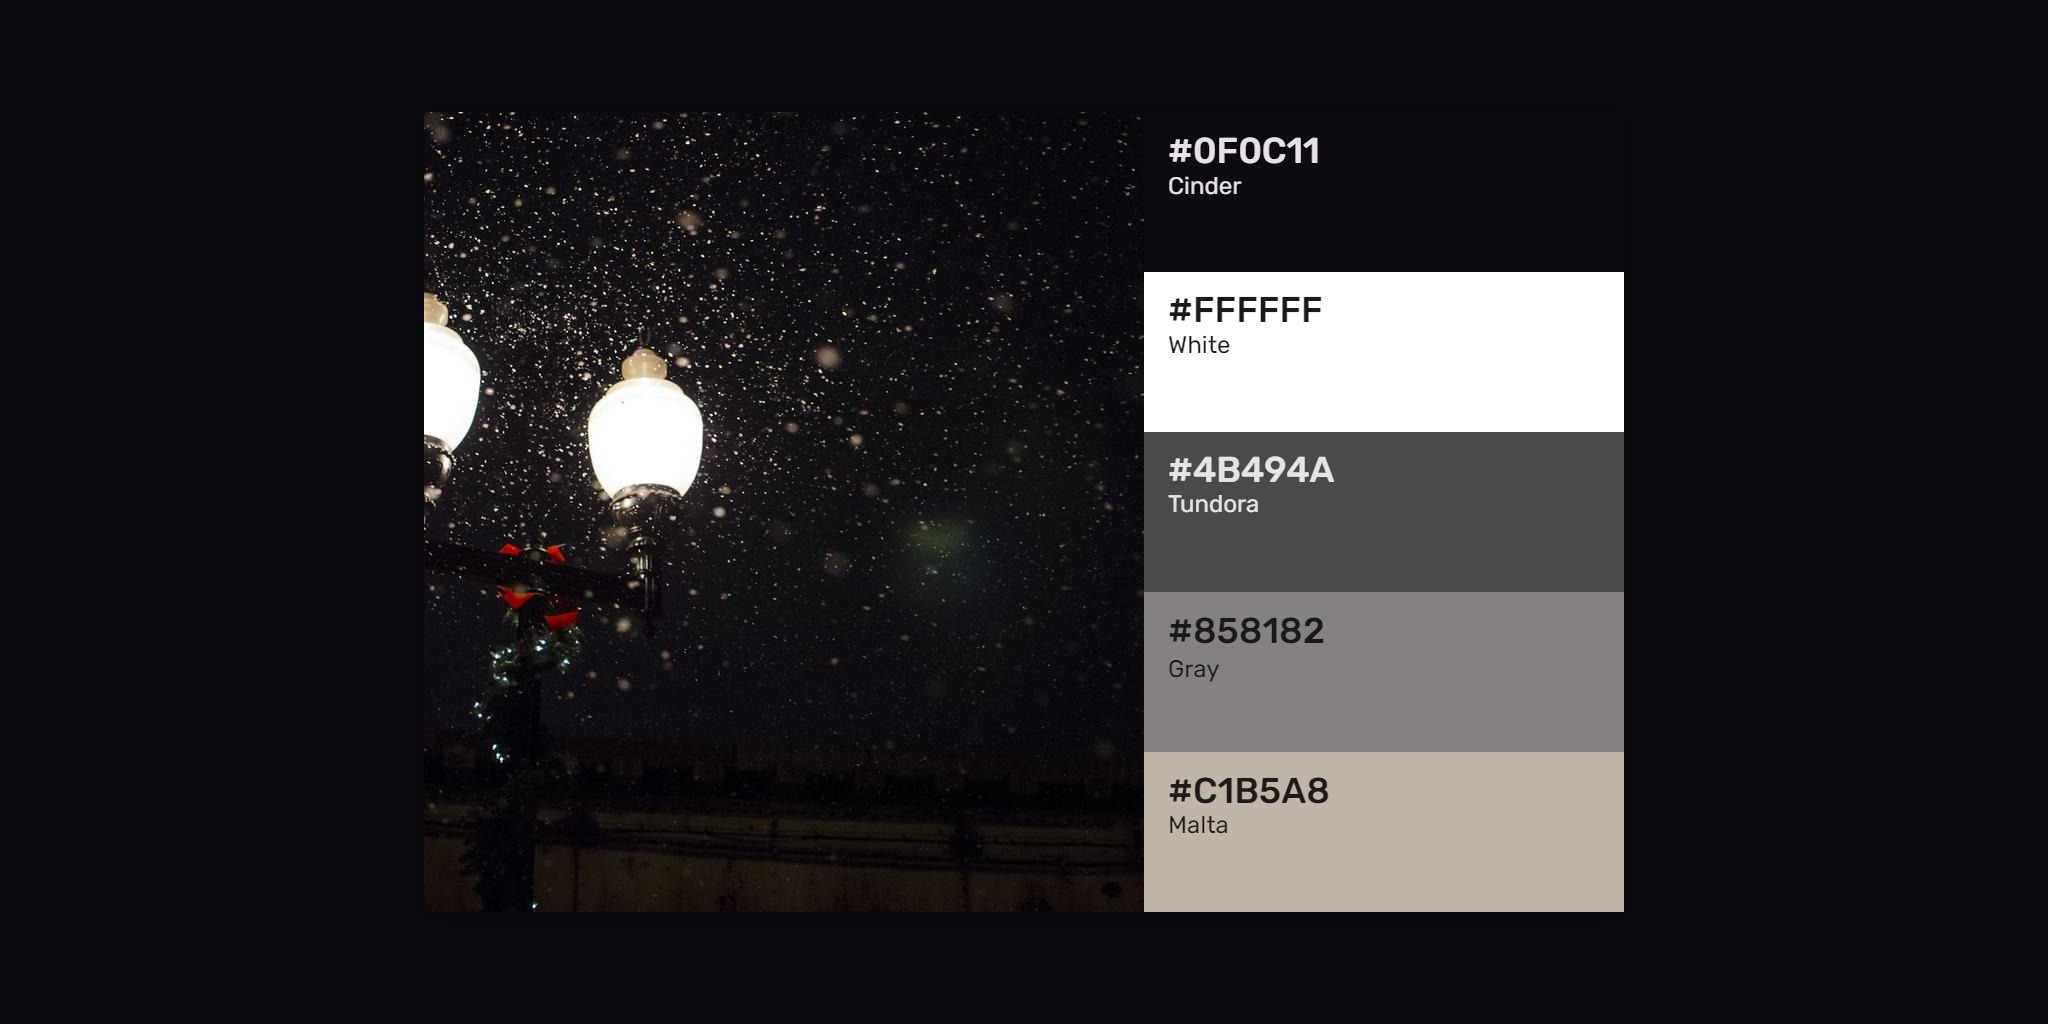 #0F0C11
Cinder
#FFFFFF
White
#4B494A
Tundora
#858182
Gray
#C1B5A8
Malta